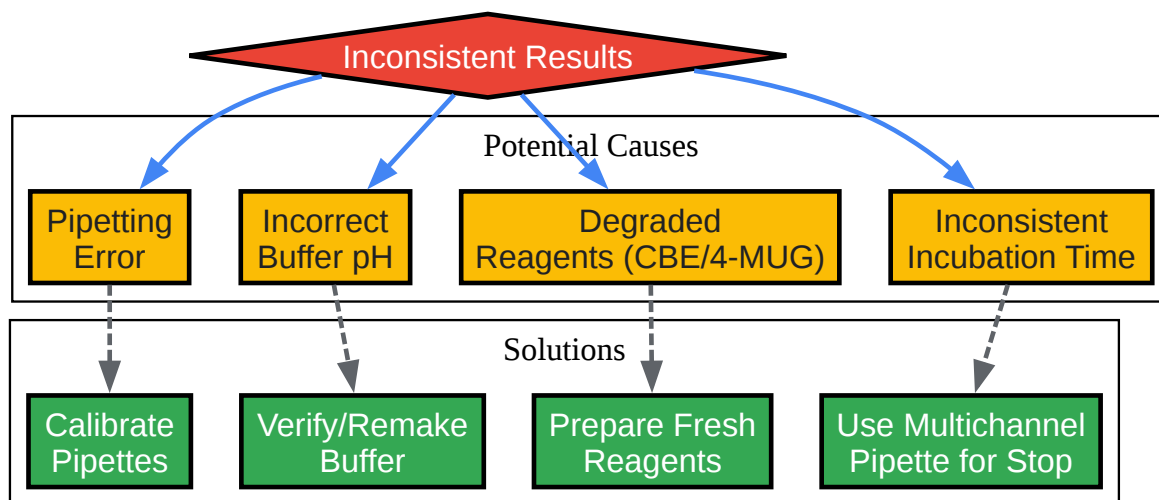 Inconsistent Results
Potential Causes
Pipetting
Error
Incorrect
Buffer pH
Degraded
Reagents (CBE/4-MUG)
Inconsistent
Incubation Time
Solutions
Calibrate
Pipettes
Verify/Remake
Buffer
Prepare Fresh
Reagents
Use Multichannel
Pipette for Stop